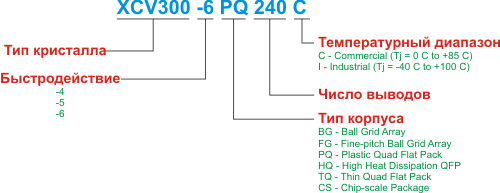 XCV300 -6 PQ 240 C
Тип кристалла
Быстродействие
-4
-5
-6
Температурный диапазон
C - Commercial (Tj = 0 C to +85 C)
I - Industrial (Tj = -40 C to +100 C)
Число выводов
Тип корпуса
BG - Ball Grid Array
FG - Fine-pitch Ball Grid Array
PQ - Plastic Quad Flat Pack
HQ - High Heat Dissipation QFP
TQ - Thin Quad Flat Pack
CS - Chip-scale Package